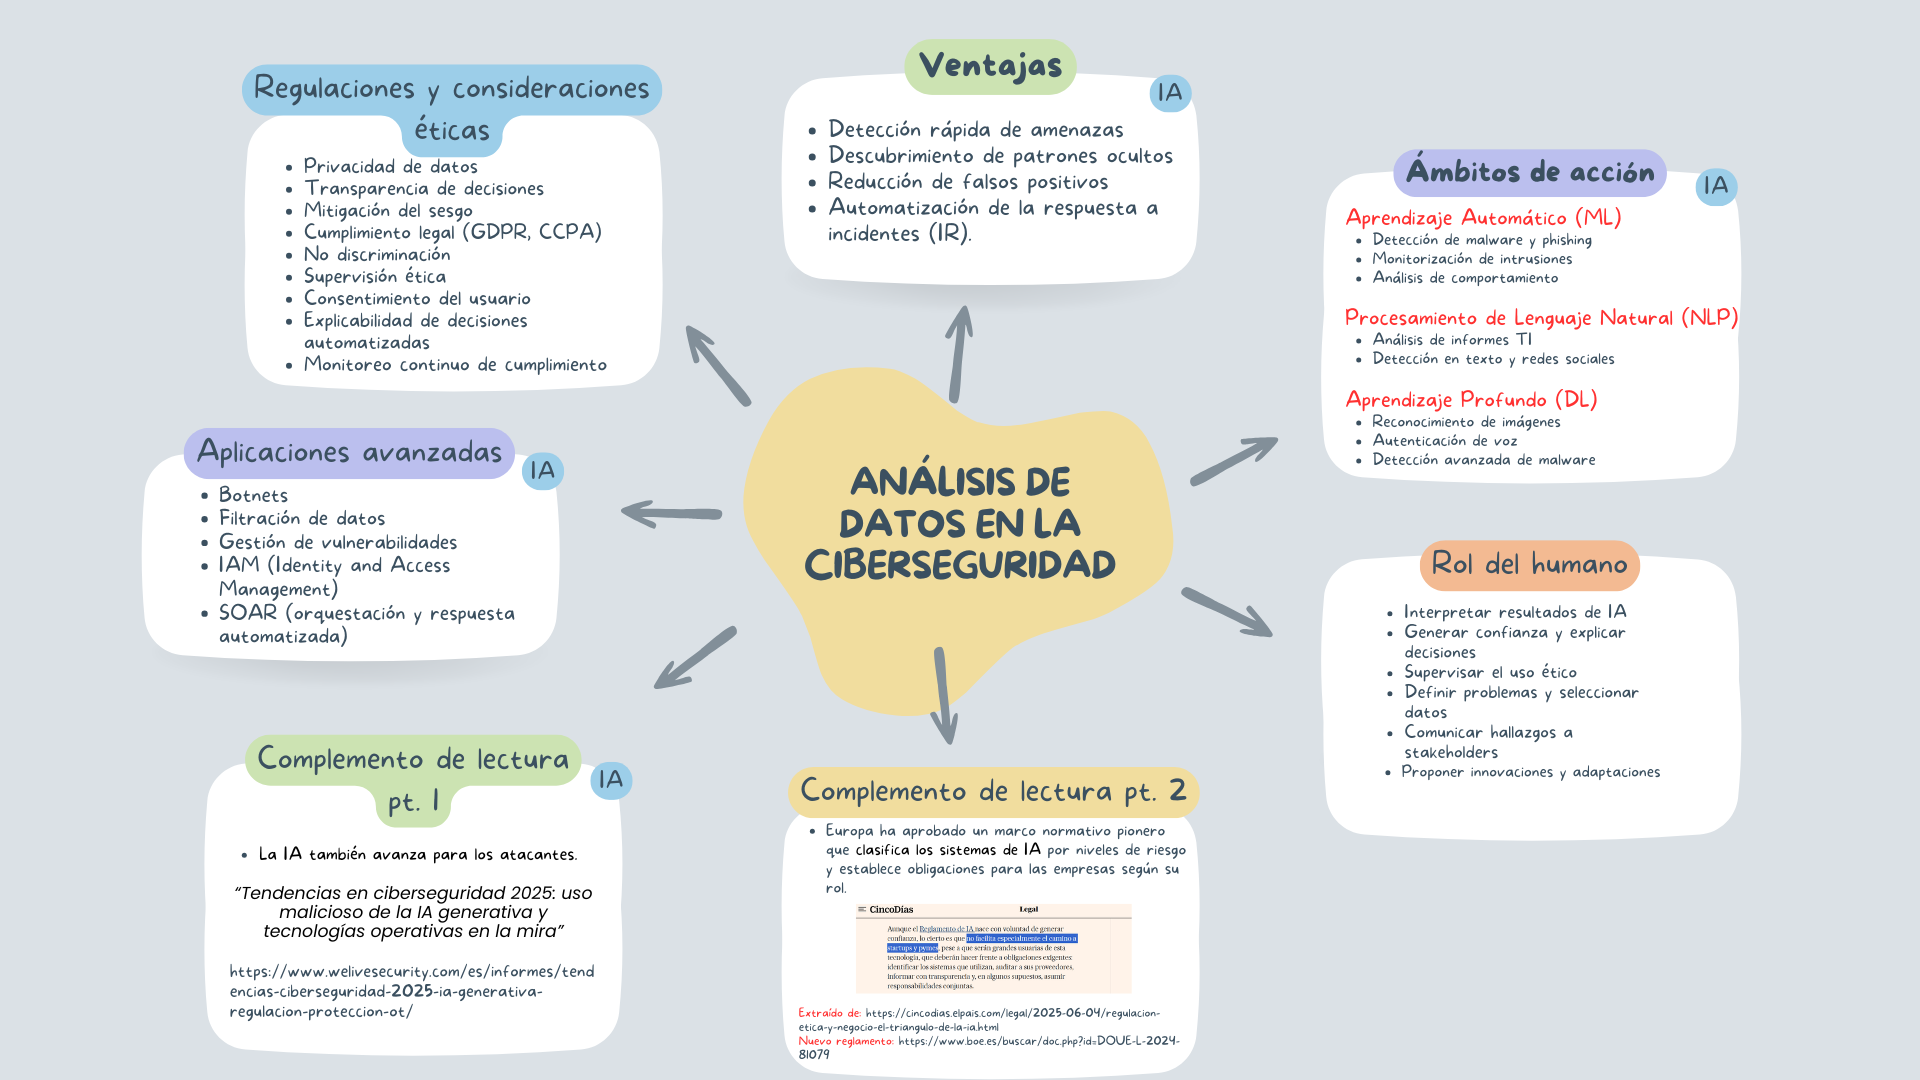 Regulaciones y consideraciones
éticas
• Privacidad de datos
• Transparencia de decisiones
• Mitigación del sesgo
• Cumplimiento legal (GDPR, CCPA)
• No discriminación
• Supervisión ética
• Consentimiento del usuario
• Explicabilidad de decisiones
automatizadas
• Monitoreo continuo de cumplimiento
Ventajas
IA
• Detección rápida de amenazas
• Descubrimiento de patrones ocultos
• Reducción de falsos positivos
• Automatización de la respuesta a
incidentes (IR).
Ámbitos de acción
IA
Aprendizaje Automático (ML)
• Detección de malware y phishing
• Monitorización de intrusiones
• Análisis de comportamiento
Procesamiento de Lenguaje Natural (NLP)
• Análisis de informes TI
• Detección en texto y redes sociales
Aprendizaje Profundo (DL)
• Reconocimiento de imágenes
• Autenticación de voz
• Detección avanzada de malware
Aplicaciones avanzadas
IA
• Botnets
• Filtración de datos
• Gestión de vulnerabilidades
• IAM (Identity and Access
Management)
• SOAR (orquestación y respuesta
automatizada)
ANÁLISIS DE
DATOS EN LA
CIBERSEGURIDAD
Rol del humano
• Interpretar resultados de IA
• Generar confianza y explicar
decisiones
• Supervisar el uso ético
• Definir problemas y seleccionar
datos
• Comunicar hallazgos a
stakeholders
• Proponer innovaciones y adaptaciones
Complemento de lectura
pt. 1
IA
• La IA también avanza para los atacantes.
“Tendencias en ciberseguridad 2025: uso
malicioso de la IA generativa y
tecnologías operativas en la mira”
https://www.welivesecurity.com/es/informes/tend
encias-ciberseguridad-2025-ia-generativa-
regulacion-proteccion-ot/
Complemento de lectura pt. 2
• Europa ha aprobado un marco normativo pionero
que clasifica los sistemas de IA por niveles de riesgo
y establece obligaciones para las empresas según su
rol.
CincoDías
Legal
Aunque el Reglamento de IA nace con voluntad de generar
confianza, lo cierto es que no facilita especialmente el camino a
startups y pymes, pese a que serán grandes usuarias de esta
tecnología, que deberán hacer frente a obligaciones exigentes:
identificar los sistemas que utilizan, auditar a sus proveedores,
informar con transparencia y, en algunos supuestos, asumir
responsabilidades conjuntas.
Extraído de: https://cincodias.elpais.com/legal/2025-06-04/regulacion-
etica-y-negocio-el-triangulo-de-la-ia.html
Nuevo reglamento: https://www.boe.es/buscar/doc.php?id=DOUE-L-2024-
81079